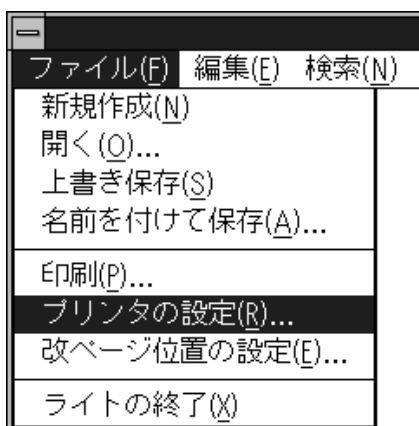 ファイル(F) 編集(E) 検索(N)
新規作成(N)
開く(O)...
上書き保存(S)
名前を付けて保存(A)...
印刷(P)...
プリンタの設定(R)...
改ページ位置の設定(E)...
ライトの終了(X)